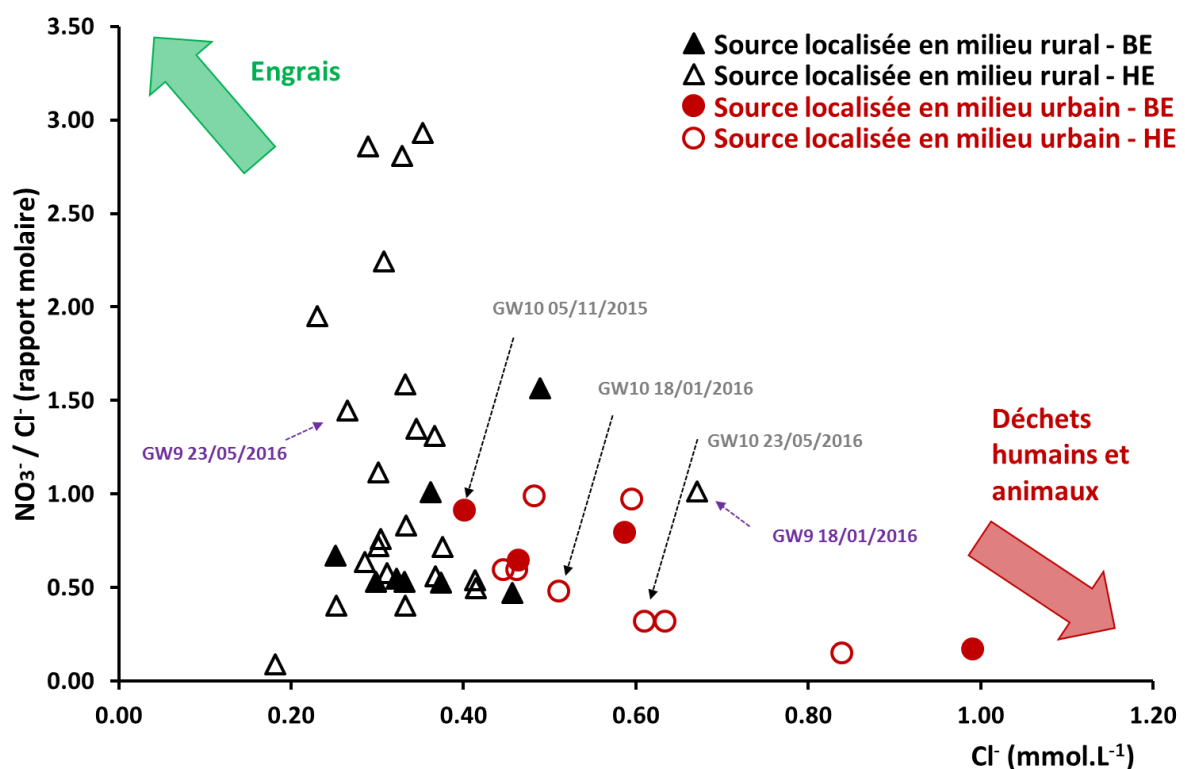 3.50
3.00
2.50
2.00
1.50
1.00
0.50
0.00
NO₃⁻ / Cl⁻ (rapport molaire)
Engrais
▲ Source localisée en milieu rural - BE
△ Source localisée en milieu rural - HE
● Source localisée en milieu urbain - BE
○ Source localisée en milieu urbain - HE
GW10 05/11/2015
GW10 18/01/2016
GW10 23/05/2016
GW9 23/05/2016
GW9 18/01/2016
Déchets
humains et
animaux
0.00 0.20 0.40 0.60 0.80 1.00 1.20
Cl⁻ (mmol.L⁻¹)